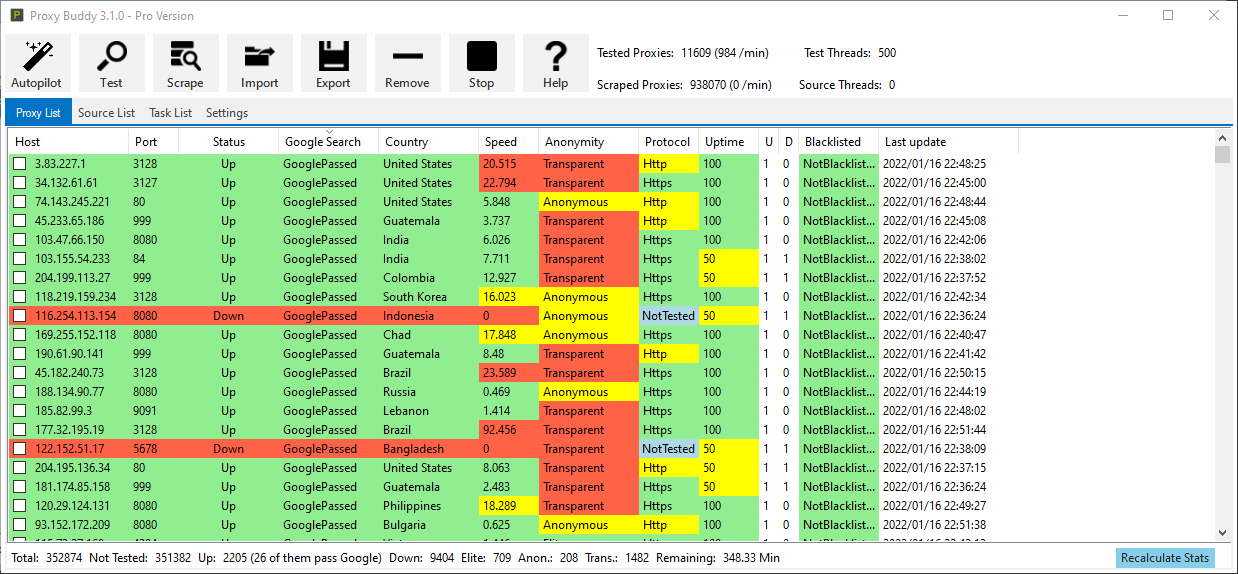 Proxy Buddy 3.1.0 - Pro Version
Autopilot Test Scrape Import Export Remove Stop Help
Tested Proxies: 11609 (984 /min) Test Threads: 500
Scraped Proxies: 938070 (0 /min) Source Threads: 0
Proxy List Source List Task List Settings
Host Port Status Google Search Country Speed Anonymity Protocol Uptime U D Blacklisted Last update
3.83.227.1 3128 Up GooglePassed United States 20.515 Transparent Http 100 1 0 NotBlacklist... 2022/01/16 22:48:25
34.132.61.61 3127 Up GooglePassed United States 22.794 Transparent Https 100 1 0 NotBlacklist... 2022/01/16 22:45:00
74.143.245.221 80 Up GooglePassed United States 5.848 Anonymous Http 100 1 0 NotBlacklist... 2022/01/16 22:48:44
45.233.65.186 999 Up GooglePassed Guatemala 3.737 Transparent Http 100 1 0 NotBlacklist... 2022/01/16 22:45:08
103.47.66.150 8080 Up GooglePassed India 6.026 Transparent Https 100 1 0 NotBlacklist... 2022/01/16 22:42:06
103.155.54.233 84 Up GooglePassed India 7.711 Transparent Https 50 1 1 NotBlacklist... 2022/01/16 22:38:02
204.199.113.27 999 Up GooglePassed Colombia 12.927 Transparent Https 50 1 1 NotBlacklist... 2022/01/16 22:37:52
118.219.159.234 3128 Up GooglePassed South Korea 16.023 Anonymous Https 100 1 0 NotBlacklist... 2022/01/16 22:42:34
116.254.113.154 8080 Down GooglePassed Indonesia 0 Anonymous NotTested 50 1 1 NotBlacklist... 2022/01/16 22:36:24
169.255.152.118 8080 Up GooglePassed Chad 17.848 Anonymous Https 100 1 0 NotBlacklist... 2022/01/16 22:40:47
190.61.90.141 999 Up GooglePassed Guatemala 8.48 Transparent Http 100 1 0 NotBlacklist... 2022/01/16 22:41:42
45.182.240.73 3128 Up GooglePassed Brazil 23.589 Transparent Https 100 1 0 NotBlacklist... 2022/01/16 22:50:15
188.134.90.77 8080 Up GooglePassed Russia 0.469 Anonymous Https 100 1 0 NotBlacklist... 2022/01/16 22:44:19
185.82.99.3 9091 Up GooglePassed Lebanon 1.414 Transparent Https 100 1 0 NotBlacklist... 2022/01/16 22:48:02
177.32.195.19 3128 Up GooglePassed Brazil 92.456 Transparent Https 100 1 0 NotBlacklist... 2022/01/16 22:51:44
122.152.51.17 5678 Down GooglePassed Bangladesh 0 Transparent NotTested 50 1 1 NotBlacklist... 2022/01/16 22:38:09
204.195.136.34 80 Up GooglePassed United States 8.063 Transparent Http 50 1 1 NotBlacklist... 2022/01/16 22:37:15
181.174.85.158 999 Up GooglePassed Guatemala 2.483 Transparent Https 50 1 1 NotBlacklist... 2022/01/16 22:36:24
120.29.124.131 8080 Up GooglePassed Philippines 18.289 Transparent Https 100 1 0 NotBlacklist... 2022/01/16 22:49:27
93.152.172.209 8080 Up GooglePassed Bulgaria 0.625 Anonymous Http 100 1 0 NotBlacklist... 2022/01/16 22:51:38
Total: 352874 Not Tested: 351382 Up: 2205 (26 of them pass Google) Down: 9404 Elite: 709 Anon.: 208 Trans.: 1482 Remaining: 348.33 Min Recalculate Stats